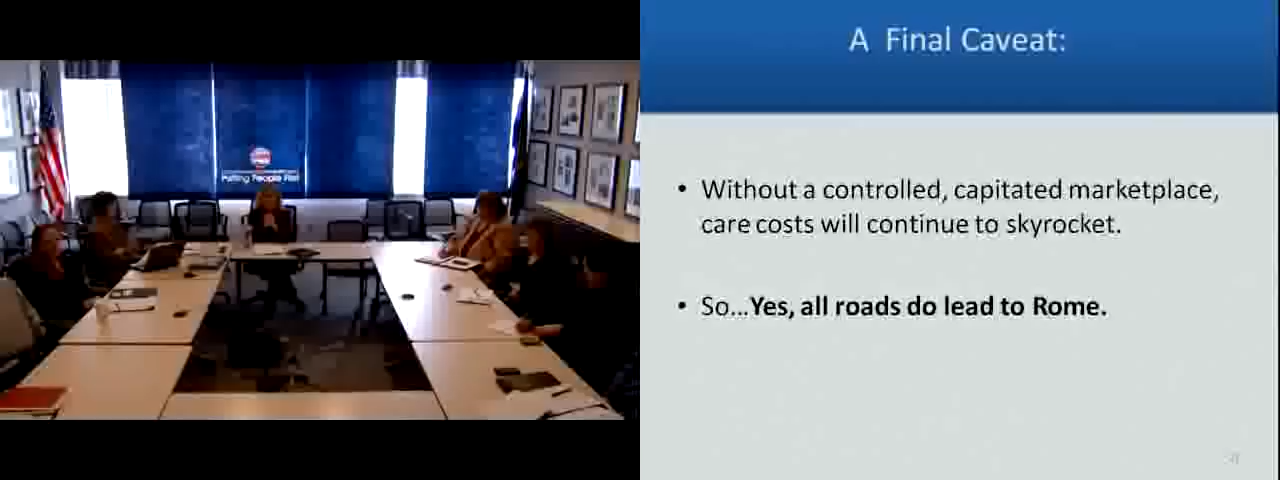 Putting People First
A Final Caveat:
• Without a controlled, capitated marketplace,
care costs will continue to skyrocket.
• So...Yes, all roads do lead to Rome.